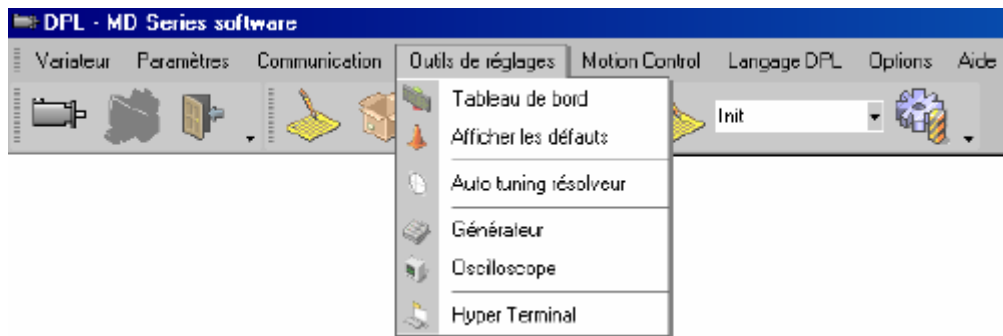 DPL - MD Series software
Variateur Paramètres Communication Outils de réglages Motion Control Langage DPL Options Aide
Init
Tableau de bord
Afficher les défauts
Auto tuning résolveur
Générateur
Oscilloscope
Hyper Terminal